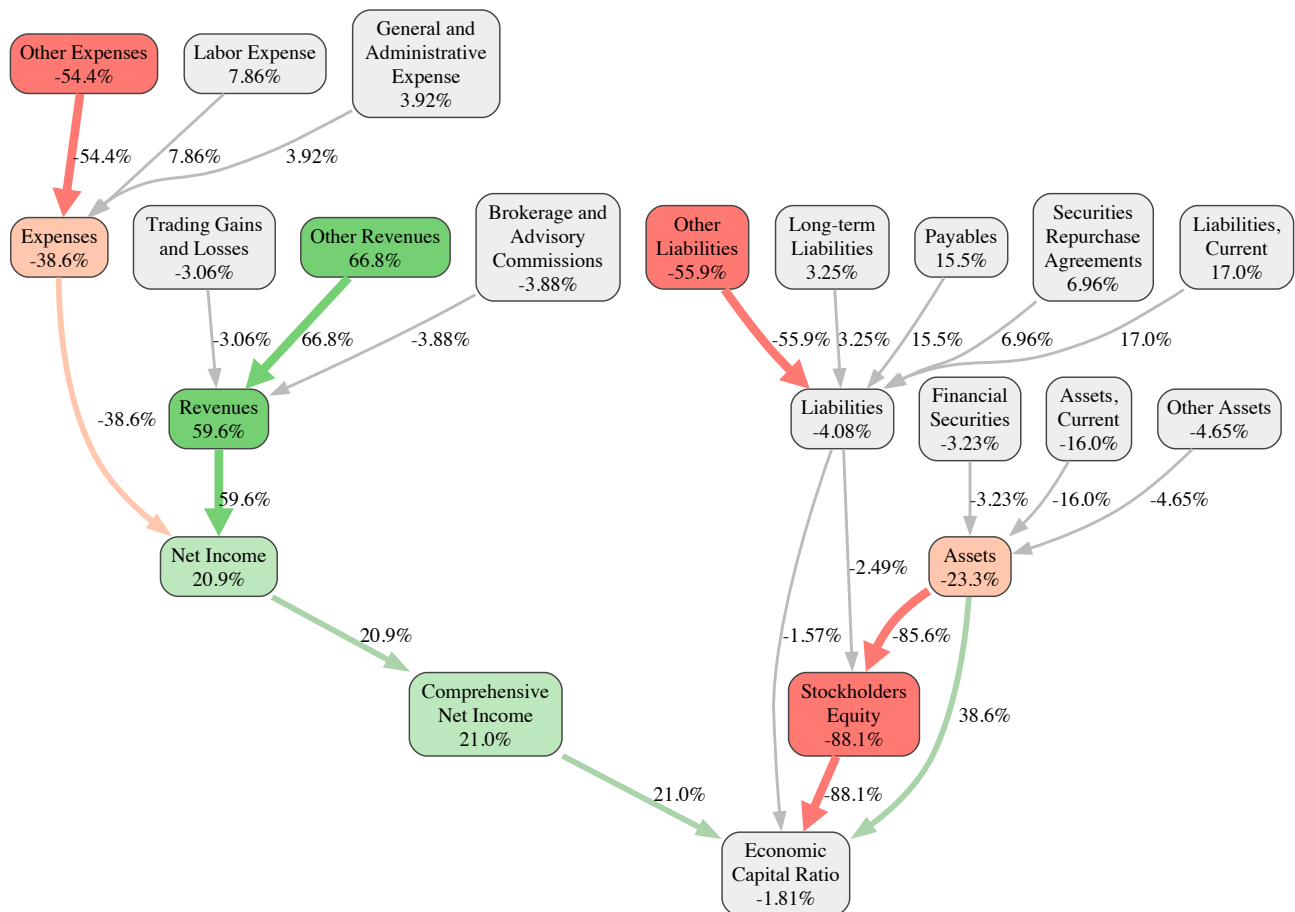 Other Expenses
-54.4%
Labor Expense
7.86%
General and
Administrative
Expense
3.92%
-54.4%
7.86%
3.92%
Expenses
-38.6%
Trading Gains
and Losses
-3.06%
Other Revenues
66.8%
Brokerage and
Advisory
Commissions
-3.88%
Other
Liabilities
-55.9%
Long-term
Liabilities
3.25%
Payables
15.5%
Securities
Repurchase
Agreements
6.96%
Liabilities,
Current
17.0%
-3.06%
66.8%
-3.88%
-55.9%
3.25%
15.5%
6.96%
17.0%
-38.6%
Revenues
59.6%
Liabilities
-4.08%
Financial
Securities
-3.23%
Assets,
Current
-16.0%
Other Assets
-4.65%
59.6%
-3.23%
-16.0%
-4.65%
Net Income
20.9%
-2.49%
Assets
-23.3%
20.9%
-1.57%
-85.6%
Comprehensive
Net Income
21.0%
Stockholders
Equity
-88.1%
38.6%
21.0%
-88.1%
Economic
Capital Ratio
-1.81%